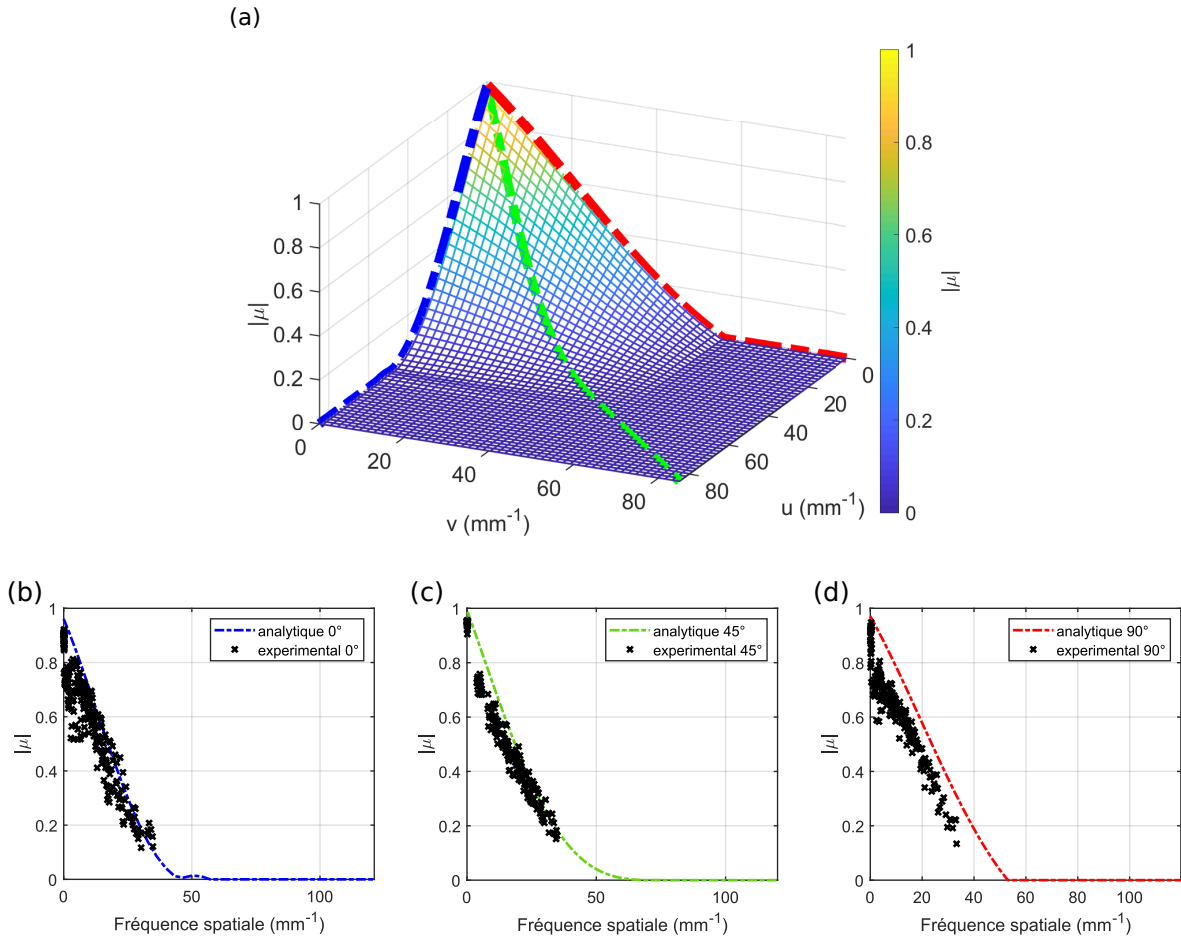 (a)
1
0.8
0.6
0.4
0.2
0
|μ|
0
20
40
60
80
v (mm-1)
80
60
40
20
0
u (mm-1)
1
0.8
0.6
0.4
0.2
0
|μ|
(b)
1
0.8
0.6
0.4
0.2
0
|μ|
0
50
100
Fréquence spatiale (mm-1)
analytique 0°
experimental 0°
(c)
1
0.8
0.6
0.4
0.2
0
|μ|
0
50
100
Fréquence spatiale (mm-1)
analytique 45°
experimental 45°
(d)
1
0.8
0.6
0.4
0.2
0
|μ|
0
20
40
60
80
100
Fréquence spatiale (mm-1)
analytique 90°
experimental 90°